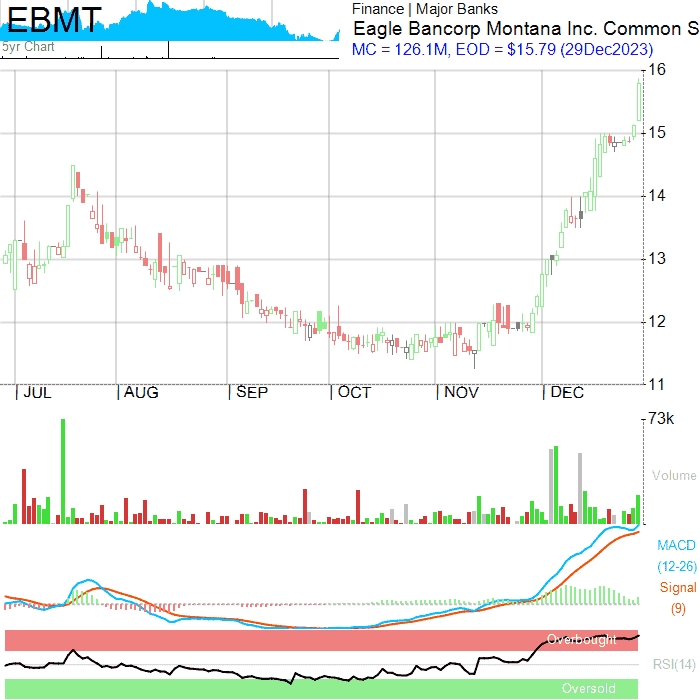 EBMT
5yr Chart
Finance | Major Banks
Eagle Bancorp Montana Inc. Common S
MC = 126.1M, EOD = $15.79 (29Dec2023)
16
15
14
13
12
11
JUL AUG SEP OCT NOV DEC
73k
Volume
MACD
(12-26)
Signal
(9)
Overbought
RSI(14)
Oversold